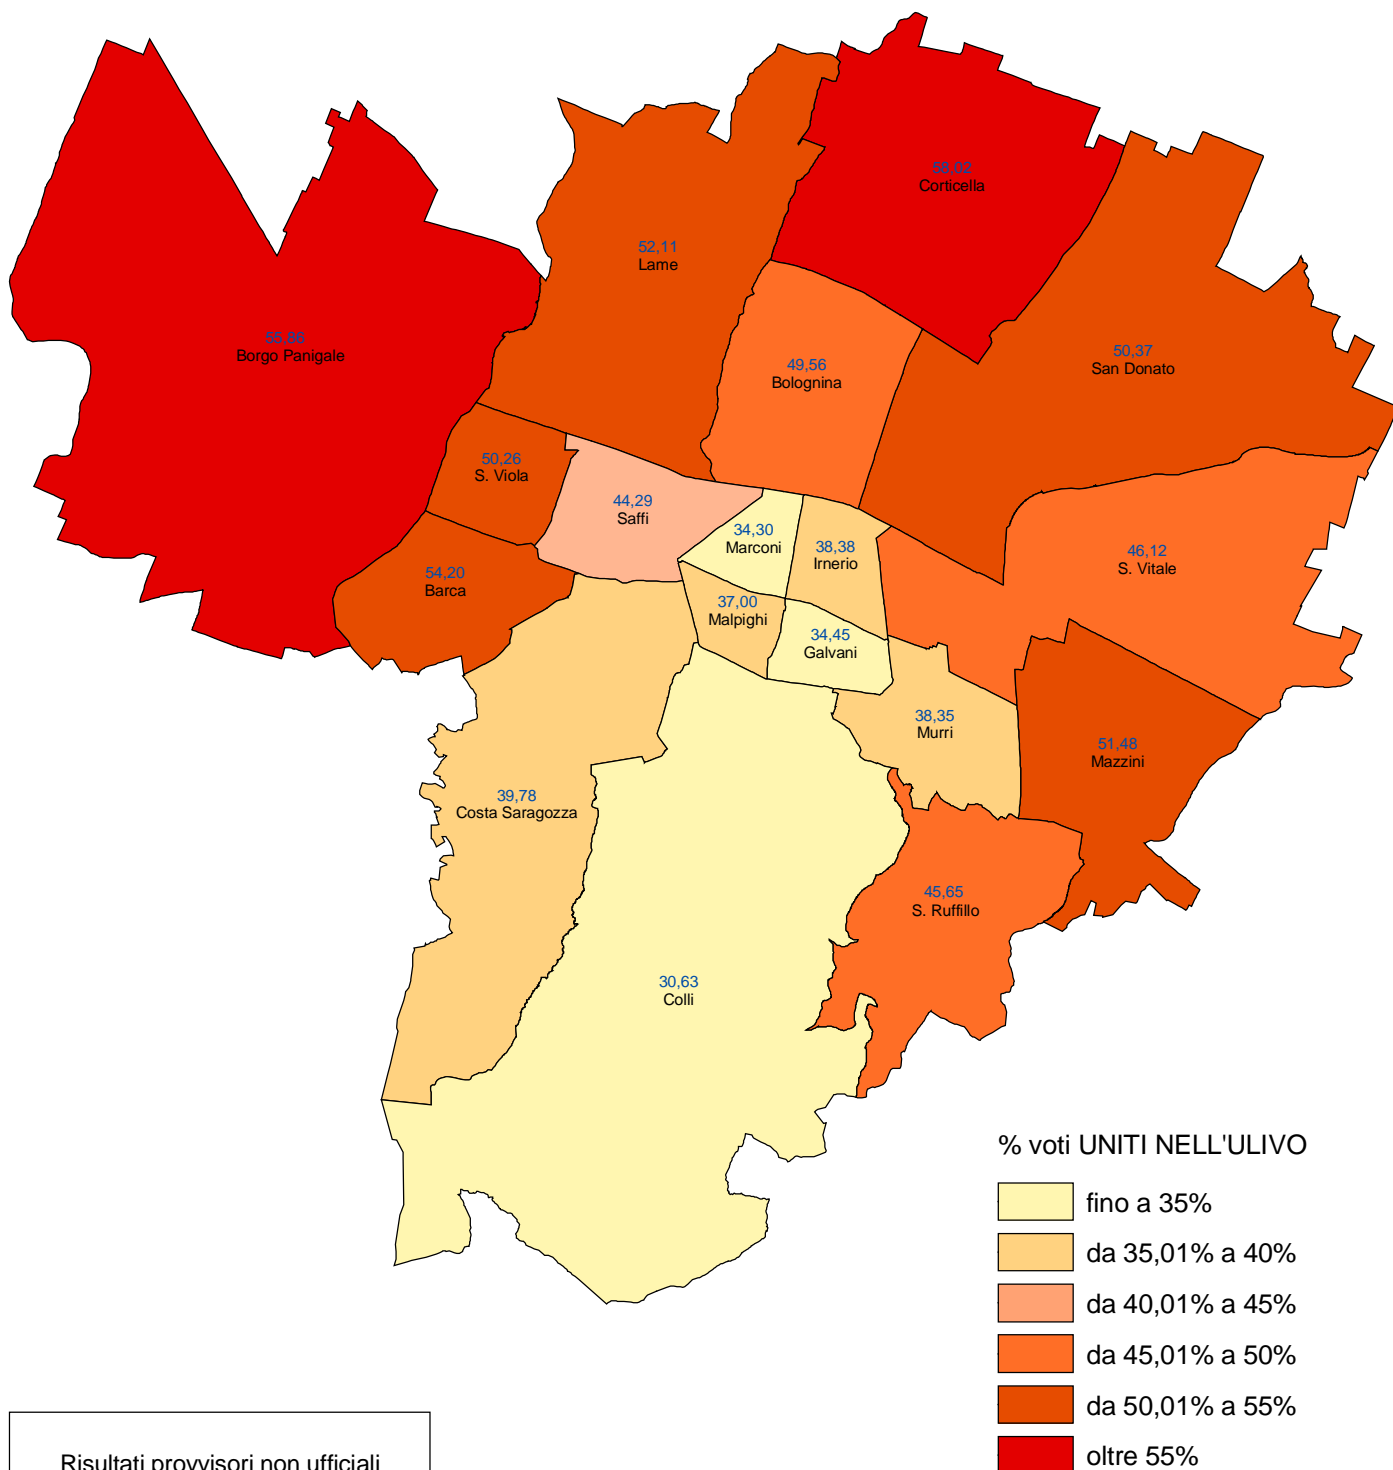 58,02
Corticella
52,11
Lame
55,86
Borgo Panigale
50,37
San Donato
49,56
Bolognina
50,26
S. Viola
44,29
Saffi
34,30
Marconi
38,38
Irnerio
46,12
S. Vitale
54,20
Barca
37,00
Malpighi
34,45
Galvani
38,35
Murri
51,48
Mazzini
39,78
Costa Saragozza
45,65
S. Ruffillo
30,63
Colli
% voti UNITI NELL'ULIVO
fino a 35%
da 35,01% a 40%
da 40,01% a 45%
da 45,01% a 50%
da 50,01% a 55%
oltre 55%
Risultati provvisori non ufficiali